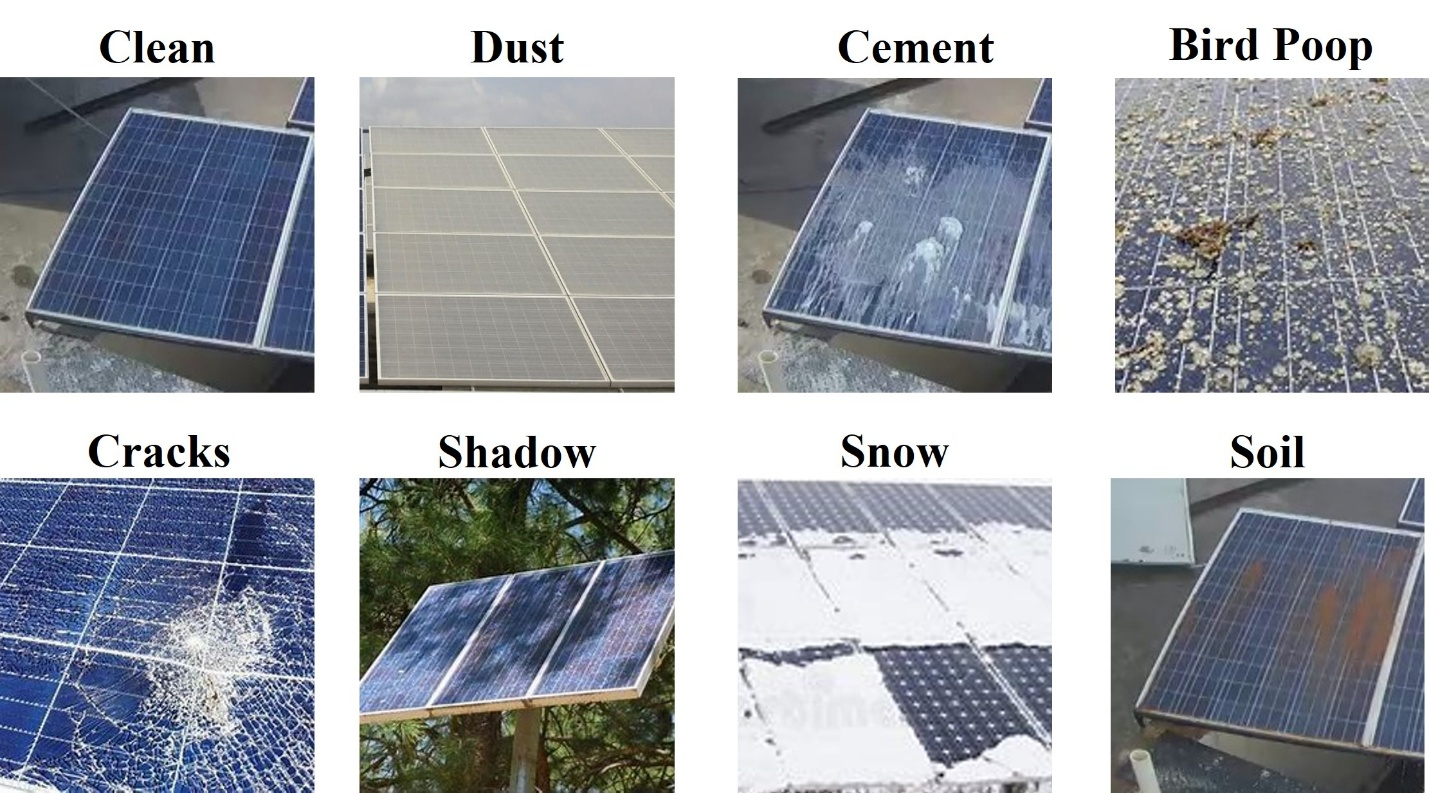 Clean
Dust
Cement
Bird Poop
Cracks
Shadow
Snow
Soil